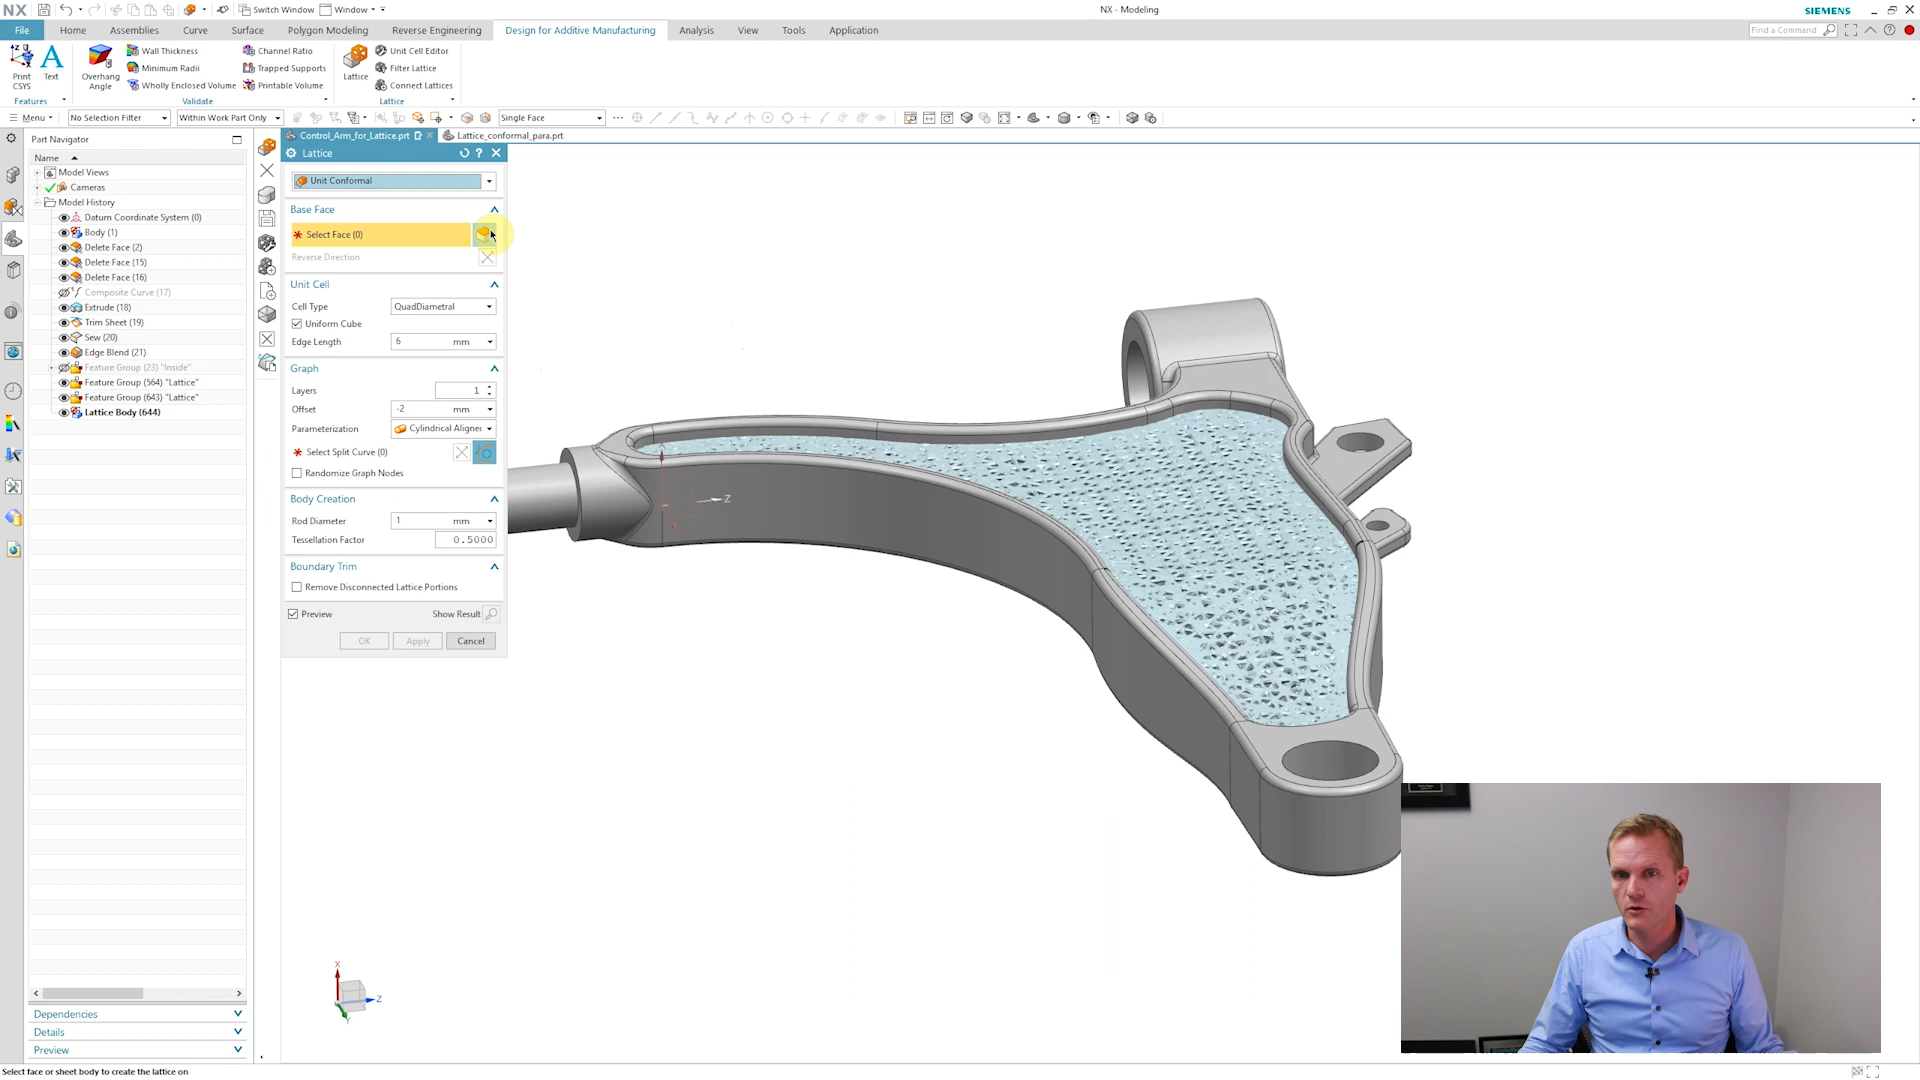 NX
Switch Window
Window
NX - Modeling
SIEMENS
File
Home
Assemblies
Curve
Surface
Polygon Modeling
Reverse Engineering
Design for Additive Manufacturing
Analysis
View
Tools
Application
Find a Command
Print CSYS
Text
Overhang Angle
Wall Thickness
Minimum Radii
Wholly Enclosed Volume
Channel Ratio
Trapped Supports
Printable Volume
Lattice
Unit Cell Editor
Filter Lattice
Connect Lattices
Features
Validate
Lattice
Menu
No Selection Filter
Within Work Part Only
Single Face
Part Navigator
Control_Arm_for_Lattice.prt
Lattice_conformal_para.prt
Name
Model Views
Cameras
Model History
Datum Coordinate System (0)
Body (1)
Delete Face (2)
Delete Face (15)
Delete Face (16)
Composite Curve (17)
Extrude (18)
Trim Sheet (19)
Sew (20)
Edge Blend (21)
Feature Group (23) "Inside"
Feature Group (564) "Lattice"
Feature Group (643) "Lattice"
Lattice Body (644)
Lattice
Unit Conformal
Base Face
Select Face (0)
Reverse Direction
Unit Cell
Cell Type
QuadDiametral
Uniform Cube
Edge Length
6 mm
Graph
Layers
1
Offset
-2 mm
Parameterization
Cylindrical Aligned
Select Split Curve (0)
Randomize Graph Nodes
Body Creation
Rod Diameter
1 mm
Tessellation Factor
0.5000
Boundary Trim
Remove Disconnected Lattice Portions
Preview
Show Result
OK
Apply
Cancel
Z
X
Z
Y
Dependencies
Details
Preview
Select face or sheet body to create the lattice on